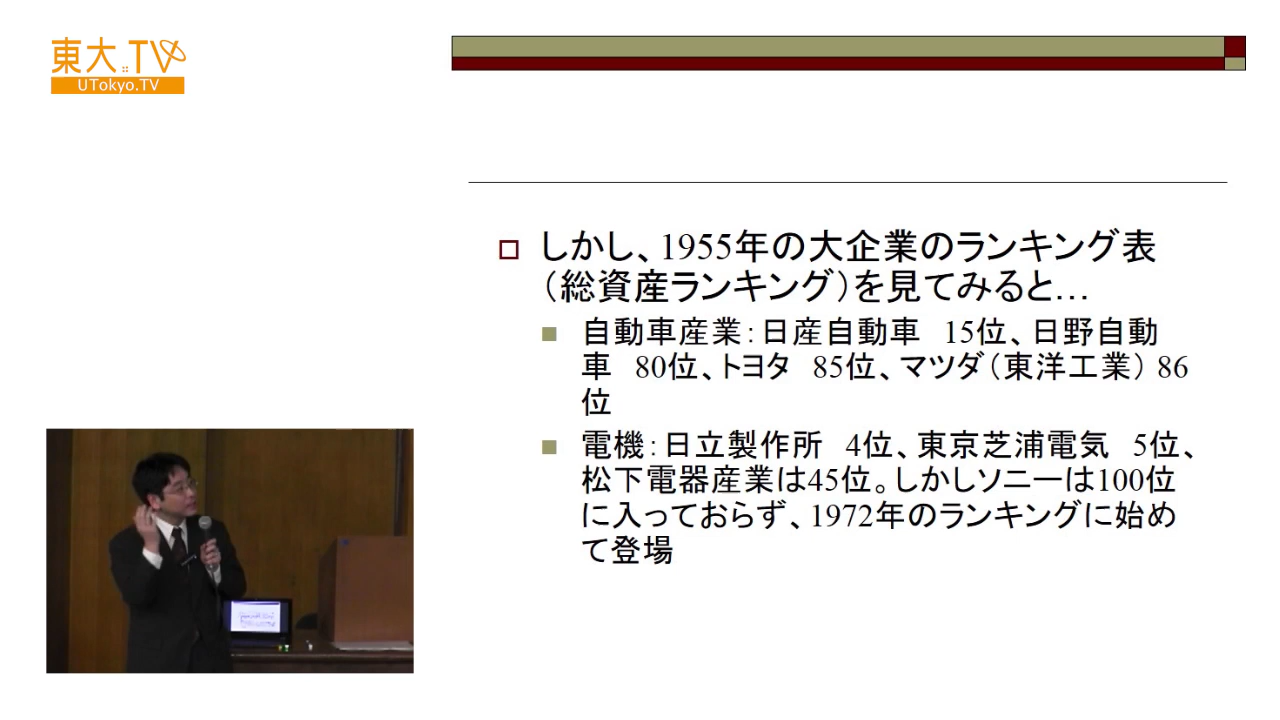 東大.TV
UTokyo.TV
しかし、1955年の大企業のランキング表
（総資産ランキング）を見てみると…
自動車産業：日産自動車　15位、日野自動
車　80位、トヨタ　85位、マツダ（東洋工業） 86
位
電機：日立製作所　4位、東京芝浦電気　5位、
松下電器産業は45位。しかしソニーは100位
に入っておらず、1972年のランキングに始め
て登場